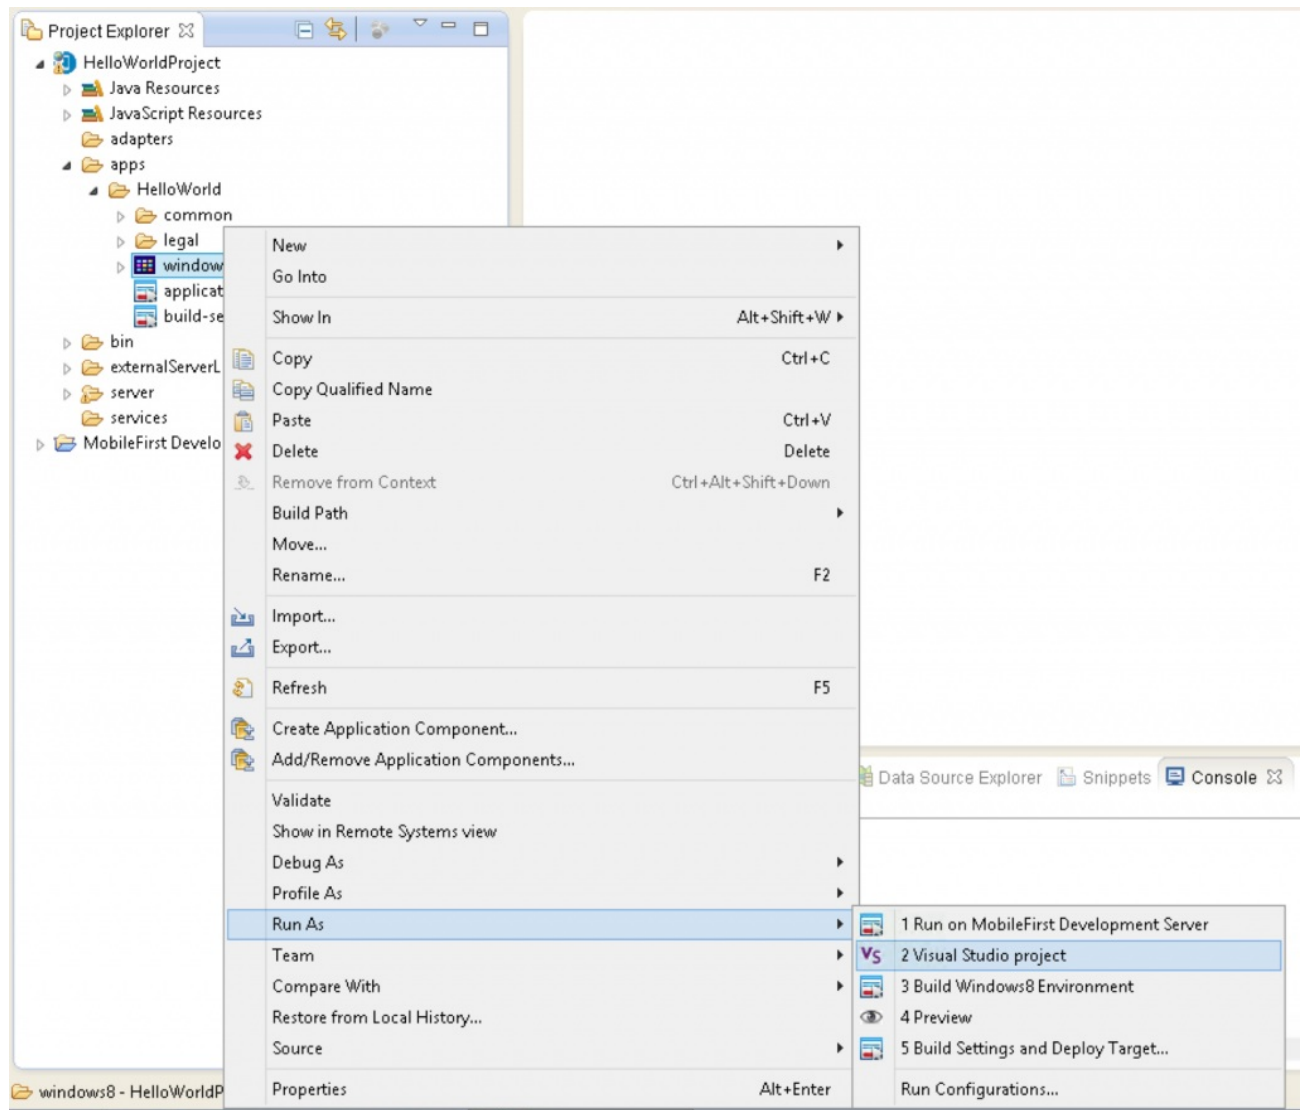 Project Explorer
HelloWorldProject
Java Resources
JavaScript Resources
adapters
apps
HelloWorld
common
legal
window
applicat
build-se
bin
externalServerL
server
services
MobileFirst Develo
New
Go Into
Show In Alt+Shift+W
Copy Ctrl+C
Copy Qualified Name
Paste Ctrl+V
Delete Delete
Remove from Context Ctrl+Alt+Shift+Down
Build Path
Move...
Rename... F2
Import...
Export...
Refresh F5
Create Application Component...
Add/Remove Application Components...
Validate
Show in Remote Systems view
Debug As
Profile As
Run As
Team
Compare With
Restore from Local History...
Source
Properties Alt+Enter
Data Source Explorer Snippets Console
1 Run on MobileFirst Development Server
VS 2 Visual Studio project
3 Build Windows8 Environment
4 Preview
5 Build Settings and Deploy Target...
Run Configurations...
windows8 - HelloWorldP